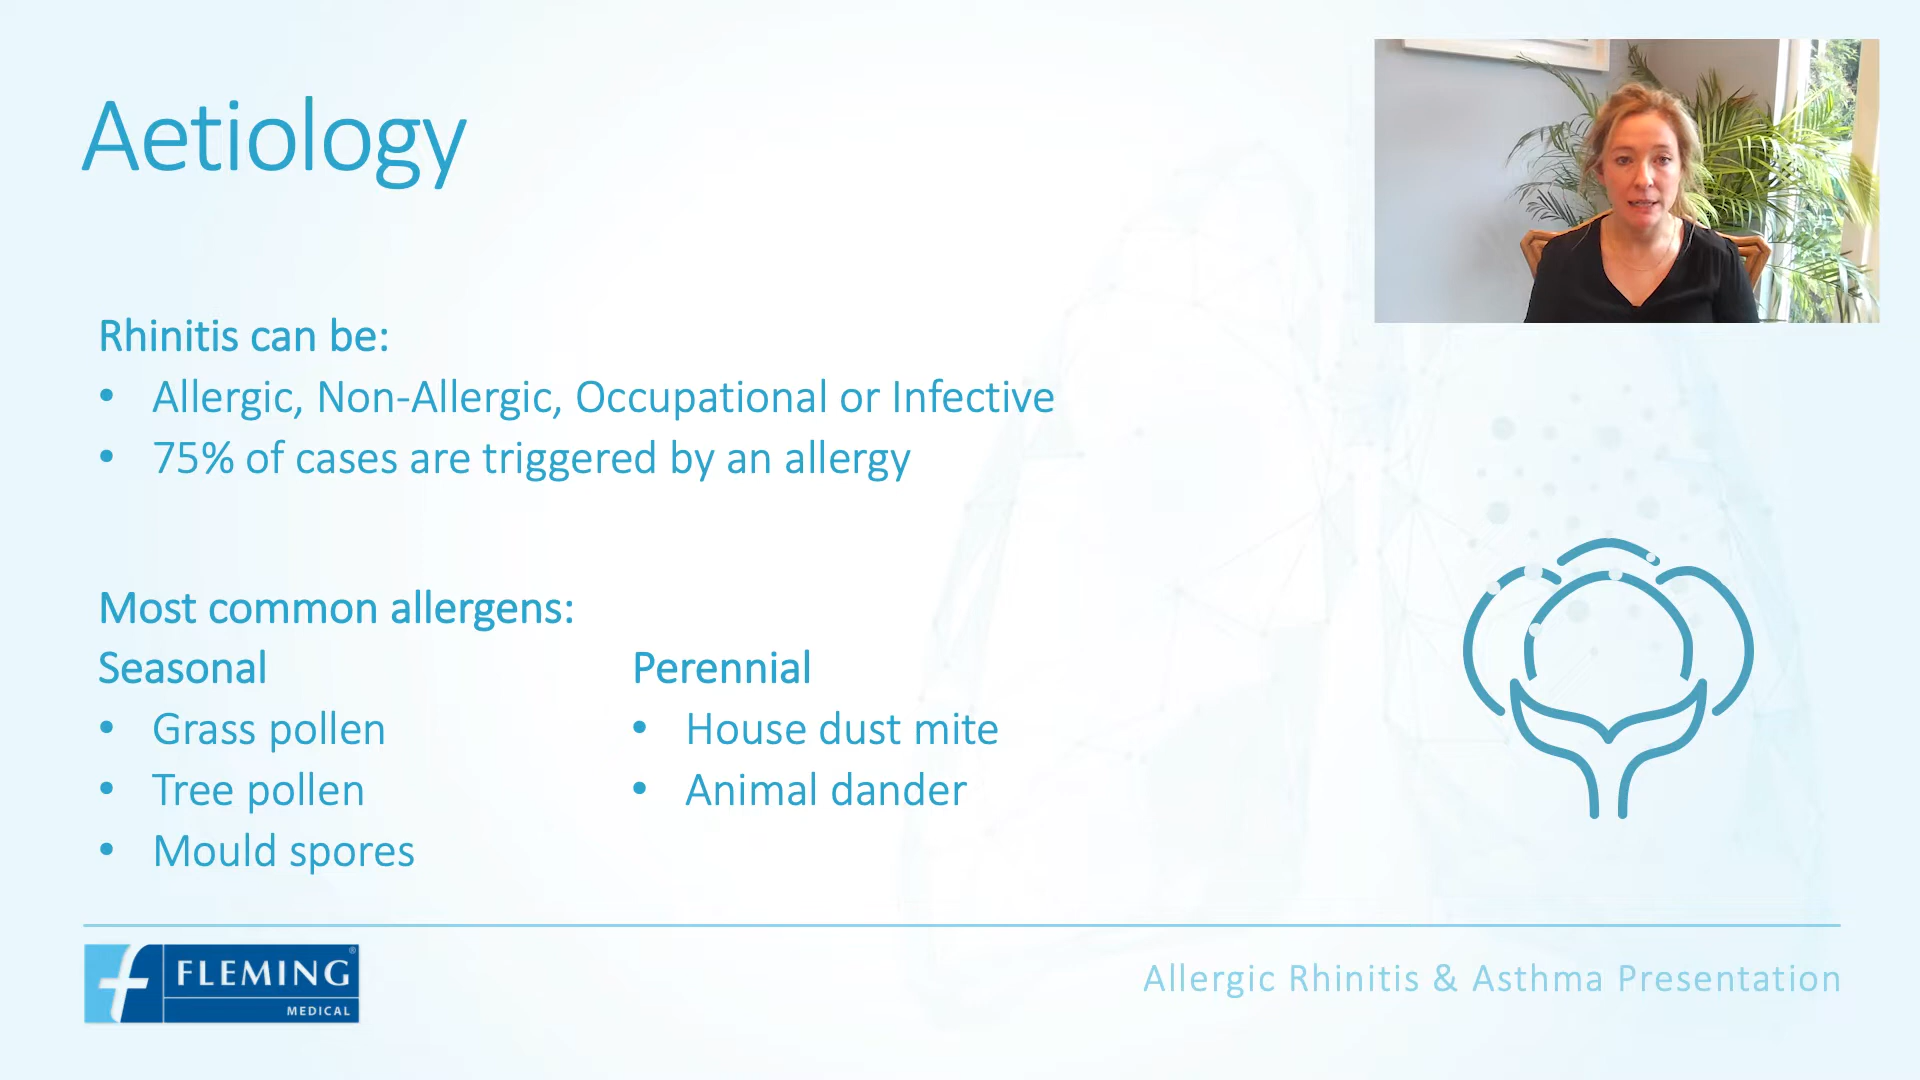 Aetiology
Rhinitis can be:
• Allergic, Non-Allergic, Occupational or Infective
• 75% of cases are triggered by an allergy
Most common allergens:
Seasonal
• Grass pollen
• Tree pollen
• Mould spores
Perennial
• House dust mite
• Animal dander
FLEMING®
MEDICAL
Allergic Rhinitis & Asthma Presentation